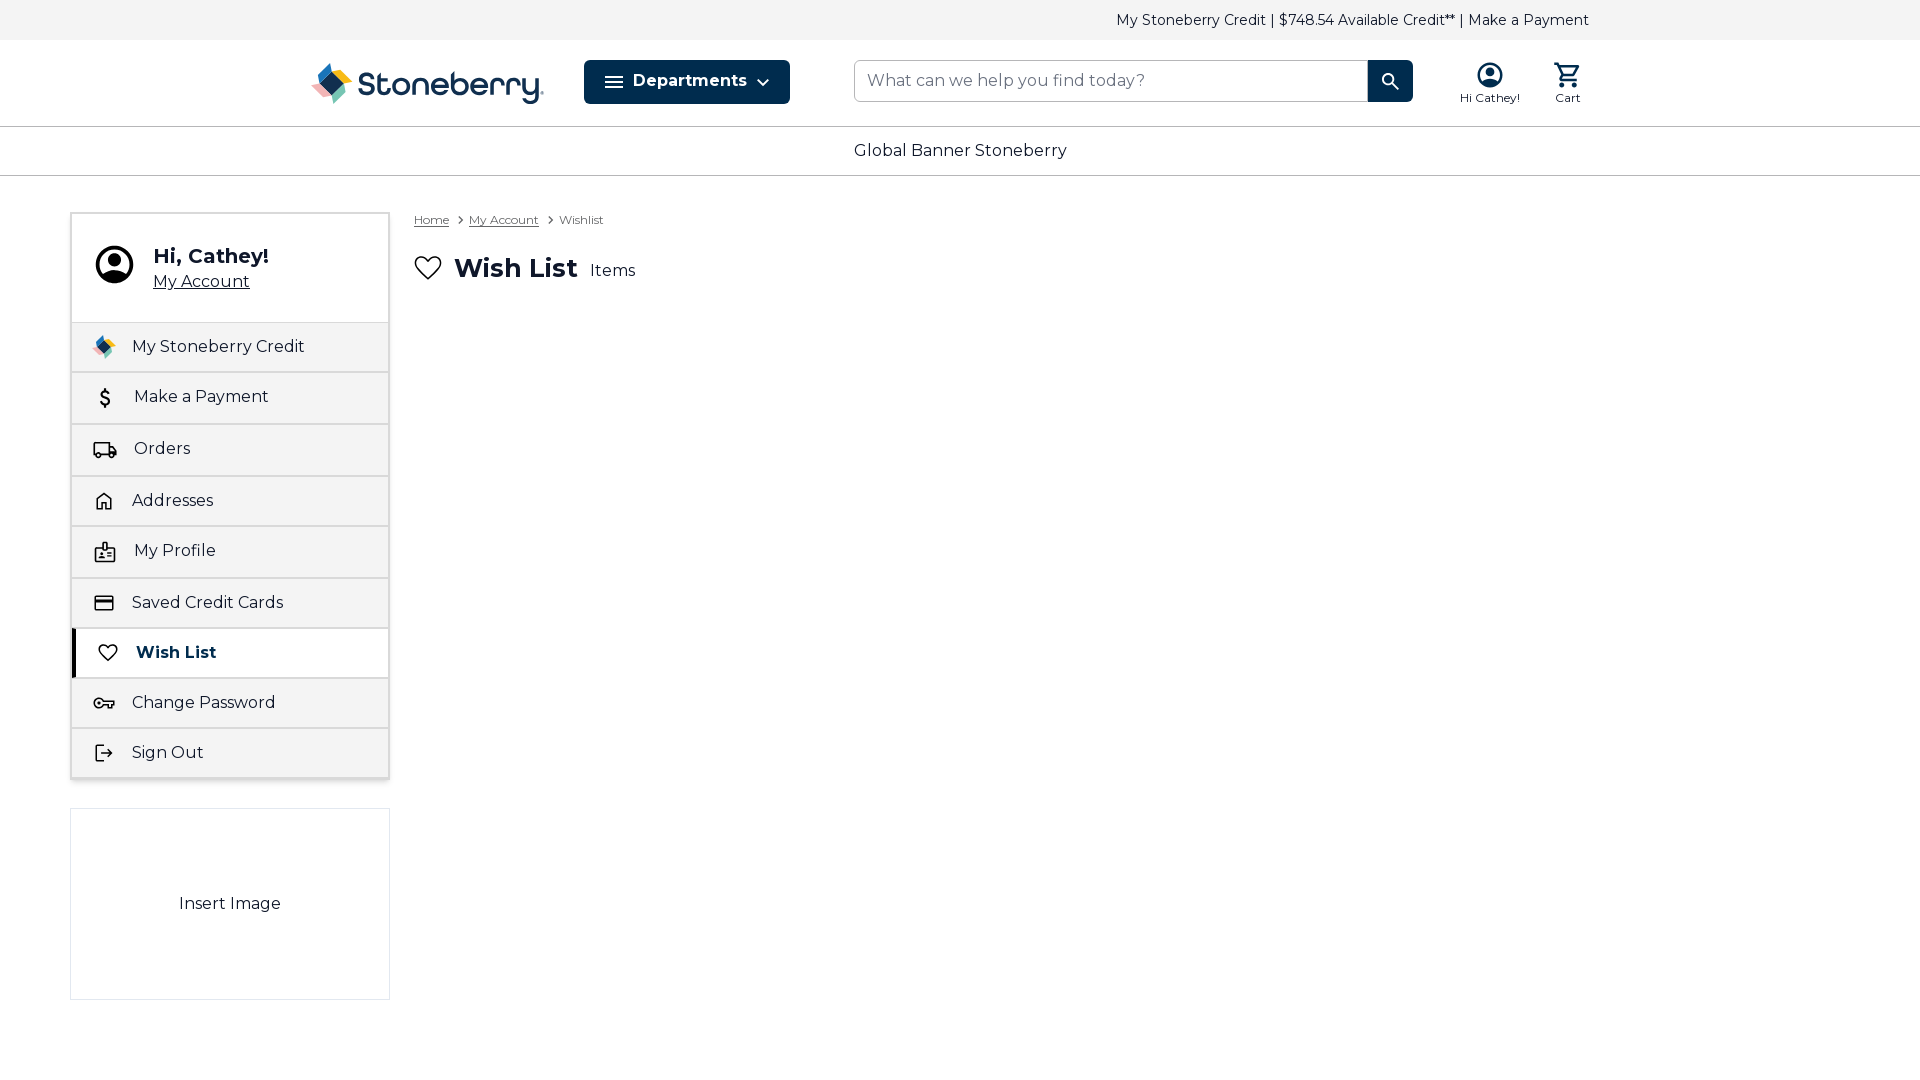 My Stoneberry Credit | $748.54 Available Credit** | Make a Payment
Stoneberry
Departments
What can we help you find today?
Hi Cathey!
Cart
Global Banner Stoneberry
Home > My Account > Wishlist
Wish List Items
Hi, Cathey!
My Account
My Stoneberry Credit
Make a Payment
Orders
Addresses
My Profile
Saved Credit Cards
Wish List
Change Password
Sign Out
Insert Image